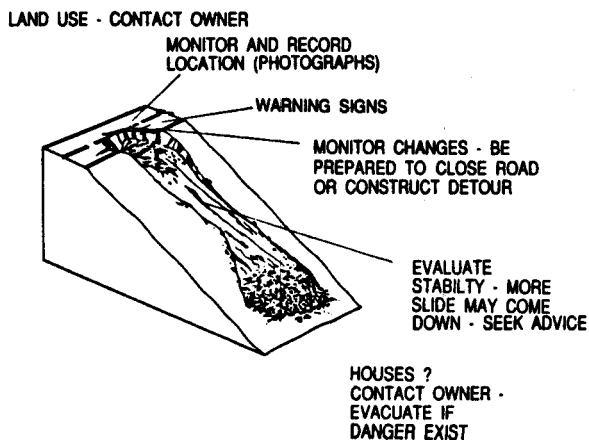 LAND USE - CONTACT OWNER
MONITOR AND RECORD
LOCATION (PHOTOGRAPHS)
WARNING SIGNS
MONITOR CHANGES - BE
PREPARED TO CLOSE ROAD
OR CONSTRUCT DETOUR
EVALUATE
STABILTY - MORE
SLIDE MAY COME
DOWN - SEEK ADVICE
HOUSES ?
CONTACT OWNER -
EVACUATE IF
DANGER EXIST